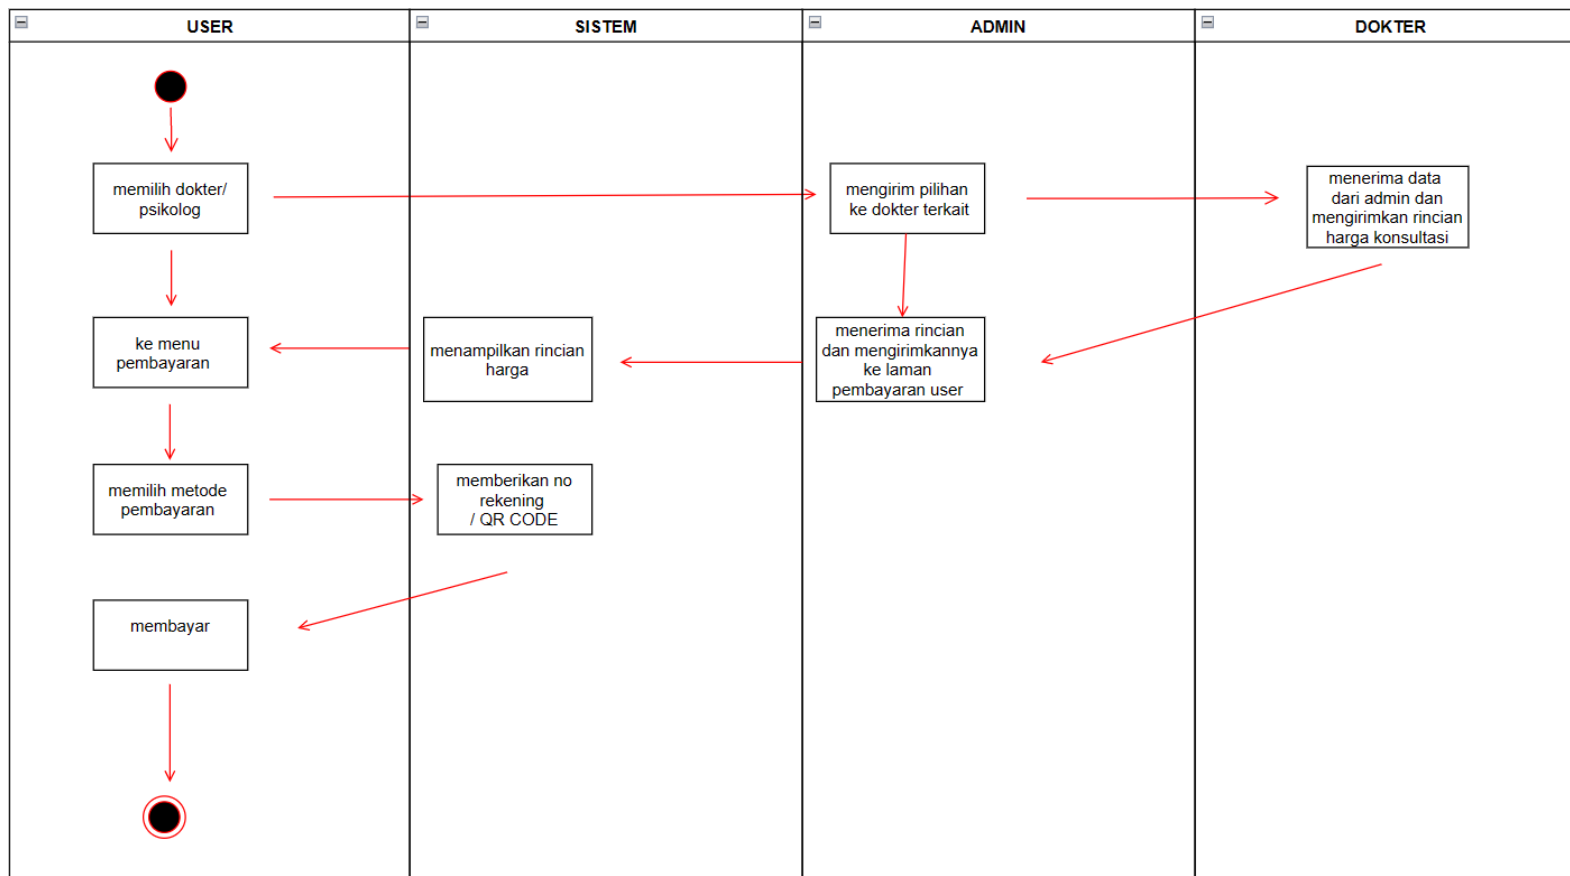 USER
SISTEM
ADMIN
DOKTER
memilih dokter/
psikolog
mengirim pilihan
ke dokter terkait
menerima data
dari admin dan
mengirimkan rincian
harga konsultasi
ke menu
pembayaran
menampilkan rincian
harga
menerima rincian
dan mengirimkannya
ke laman
pembayaran user
memilih metode
pembayaran
memberikan no
rekening
/ QR CODE
membayar